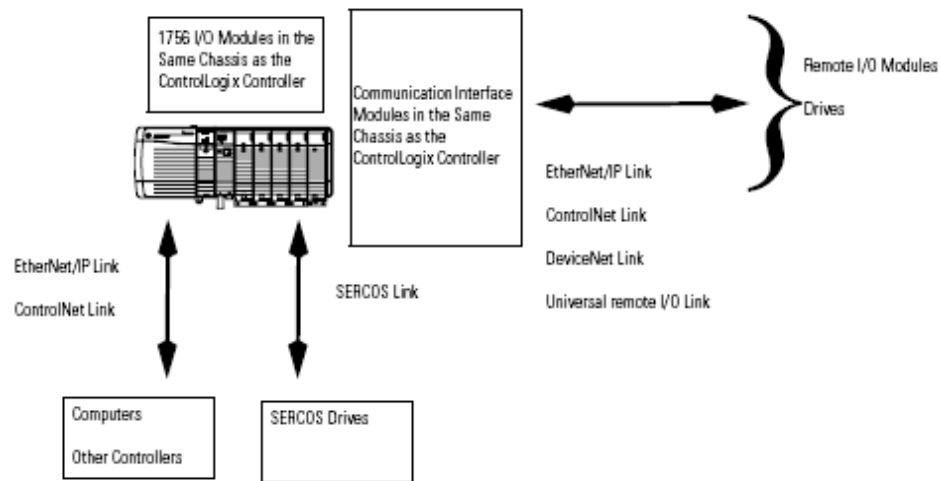 1756 I/O Modules in the
Same Chassis as the
ControlLogix Controller
Communication Interface
Modules in the Same
Chassis as the
ControlLogix Controller
Remote I/O Modules
Drives
EtherNet/IP Link
ControlNet Link
DeviceNet Link
Universal remote I/O Link
EtherNet/IP Link
ControlNet Link
SERCOS Link
Computers
Other Controllers
SERCOS Drives